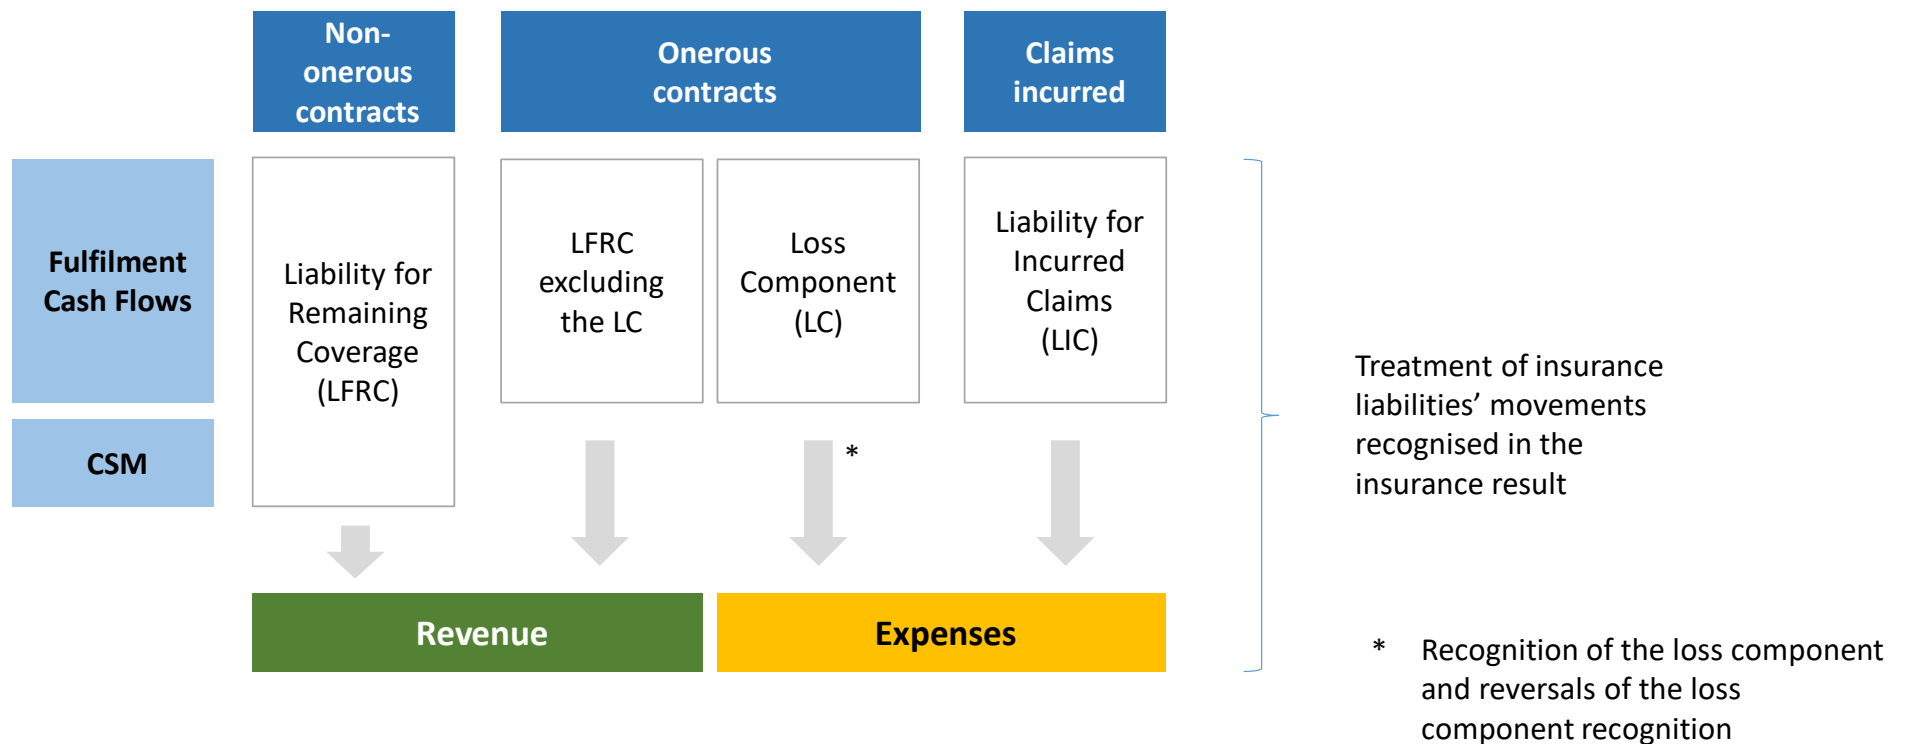 Non-
onerous
contracts
Onerous
contracts
Claims
incurred
Fulfilment
Cash Flows
CSM
Liability for
Remaining
Coverage
(LFRC)
LFRC
excluding
the LC
Loss
Component
(LC)
Liability for
Incurred
Claims
(LIC)
*
Revenue
Expenses
Treatment of insurance
liabilities’ movements
recognised in the
insurance result
* Recognition of the loss component
and reversals of the loss
component recognition